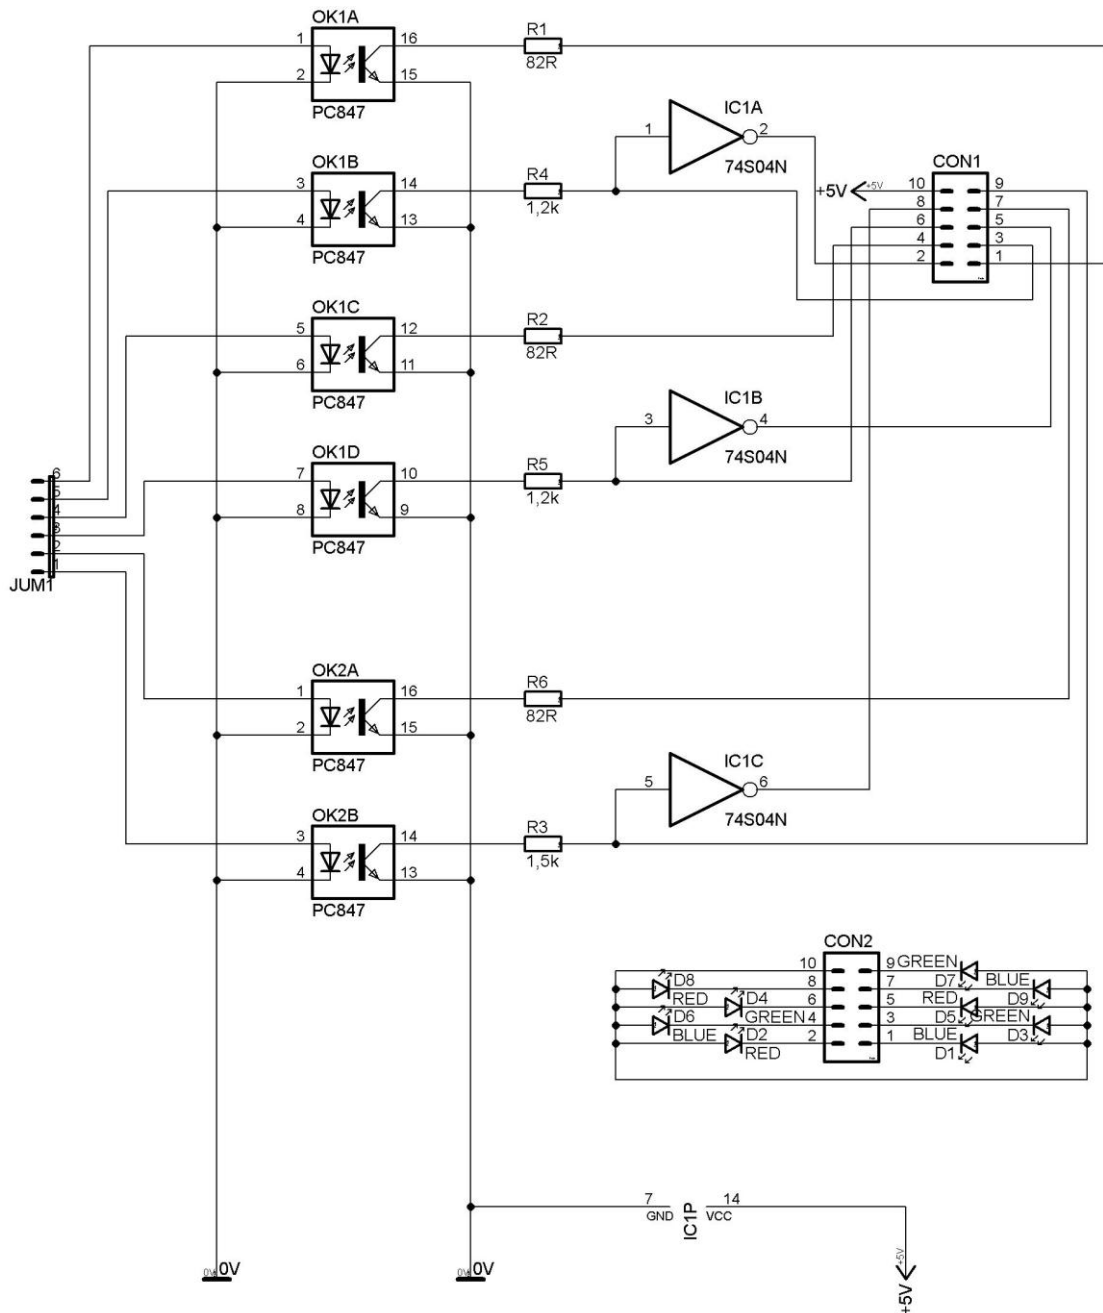 OK1A
1 16 R1
2 15 82R
PC847
IC1A
1 2
74S04N
OK1B
3 14 R4
4 13 1,2k
PC847
CON1
+5V +5V 10 9
8 7
6 5
4 3
2 1
OK1C
5 12 R2
6 11 82R
PC847
IC1B
3 4
74S04N
OK1D
7 10 R5
8 9 1,2k
PC847
6
5
4
3
2
1
JUM1
OK2A
1 16 R6
2 15 82R
PC847
IC1C
5 6
74S04N
OK2B
3 14 R3
4 13 1,5k
PC847
CON2
10 9 GREEN
D8 8 7 D7 BLUE
RED D4 6 5 RED D9
D6 GREEN 4 3 D5 GREEN
BLUE D2 2 1 BLUE D3
RED D1
7 IC1P 14
GND VCC
0V 0V
0V 0V
+5V +5V